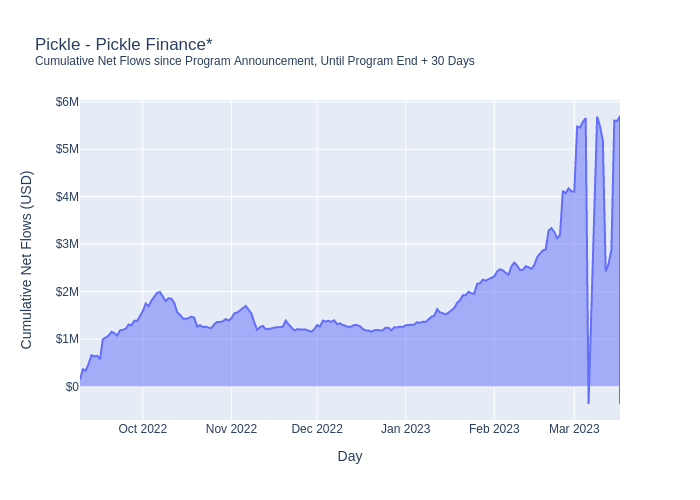 Pickle - Pickle Finance*
Cumulative Net Flows since Program Announcement, Until Program End + 30 Days
Cumulative Net Flows (USD)
$6M
$5M
$4M
$3M
$2M
$1M
$0
Oct 2022
Nov 2022
Dec 2022
Jan 2023
Feb 2023
Mar 2023
Day